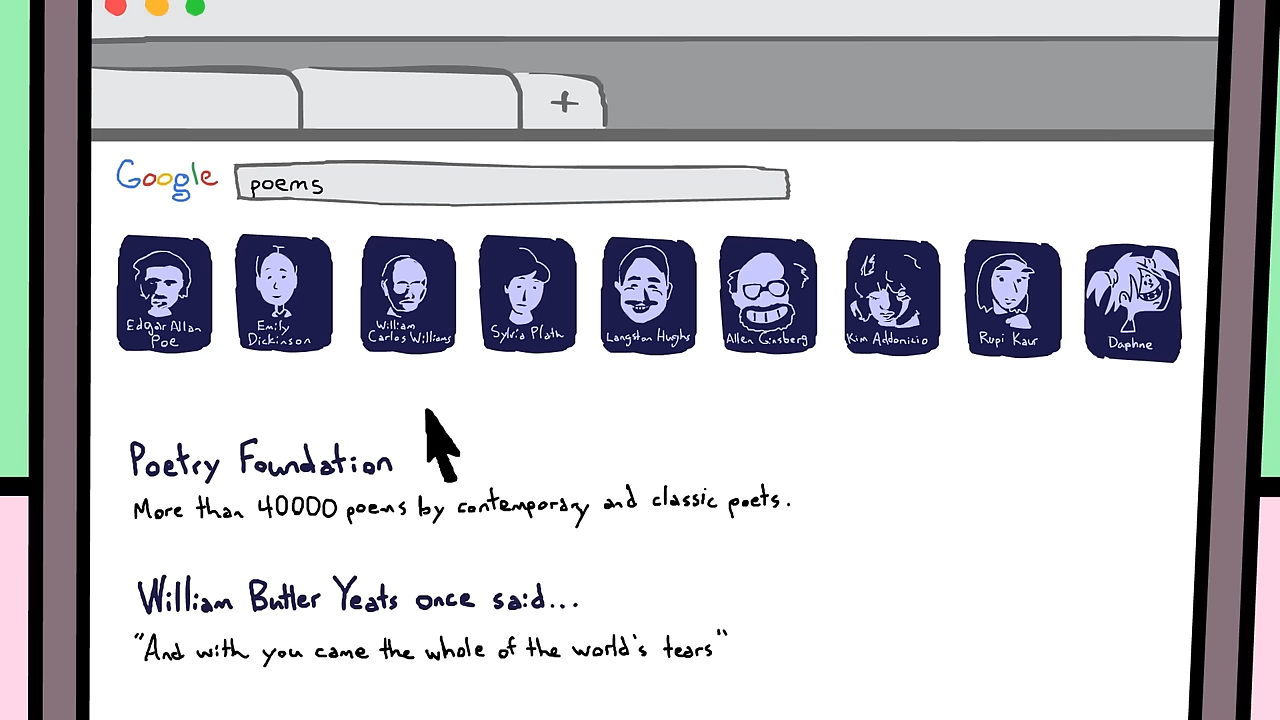 +
Google
poems
Edgar Allan
Poe
Emily
Dickinson
William
Carlos Williams
Sylvia Plath
Langston Hughs
Allen Ginsberg
Kim Addonizio
Rupi Kaur
Daphne
Poetry Foundation
More than 40000 poems by contemporary and classic poets.
William Butler Yeats once said...
"And with you came the whole of the world's tears"